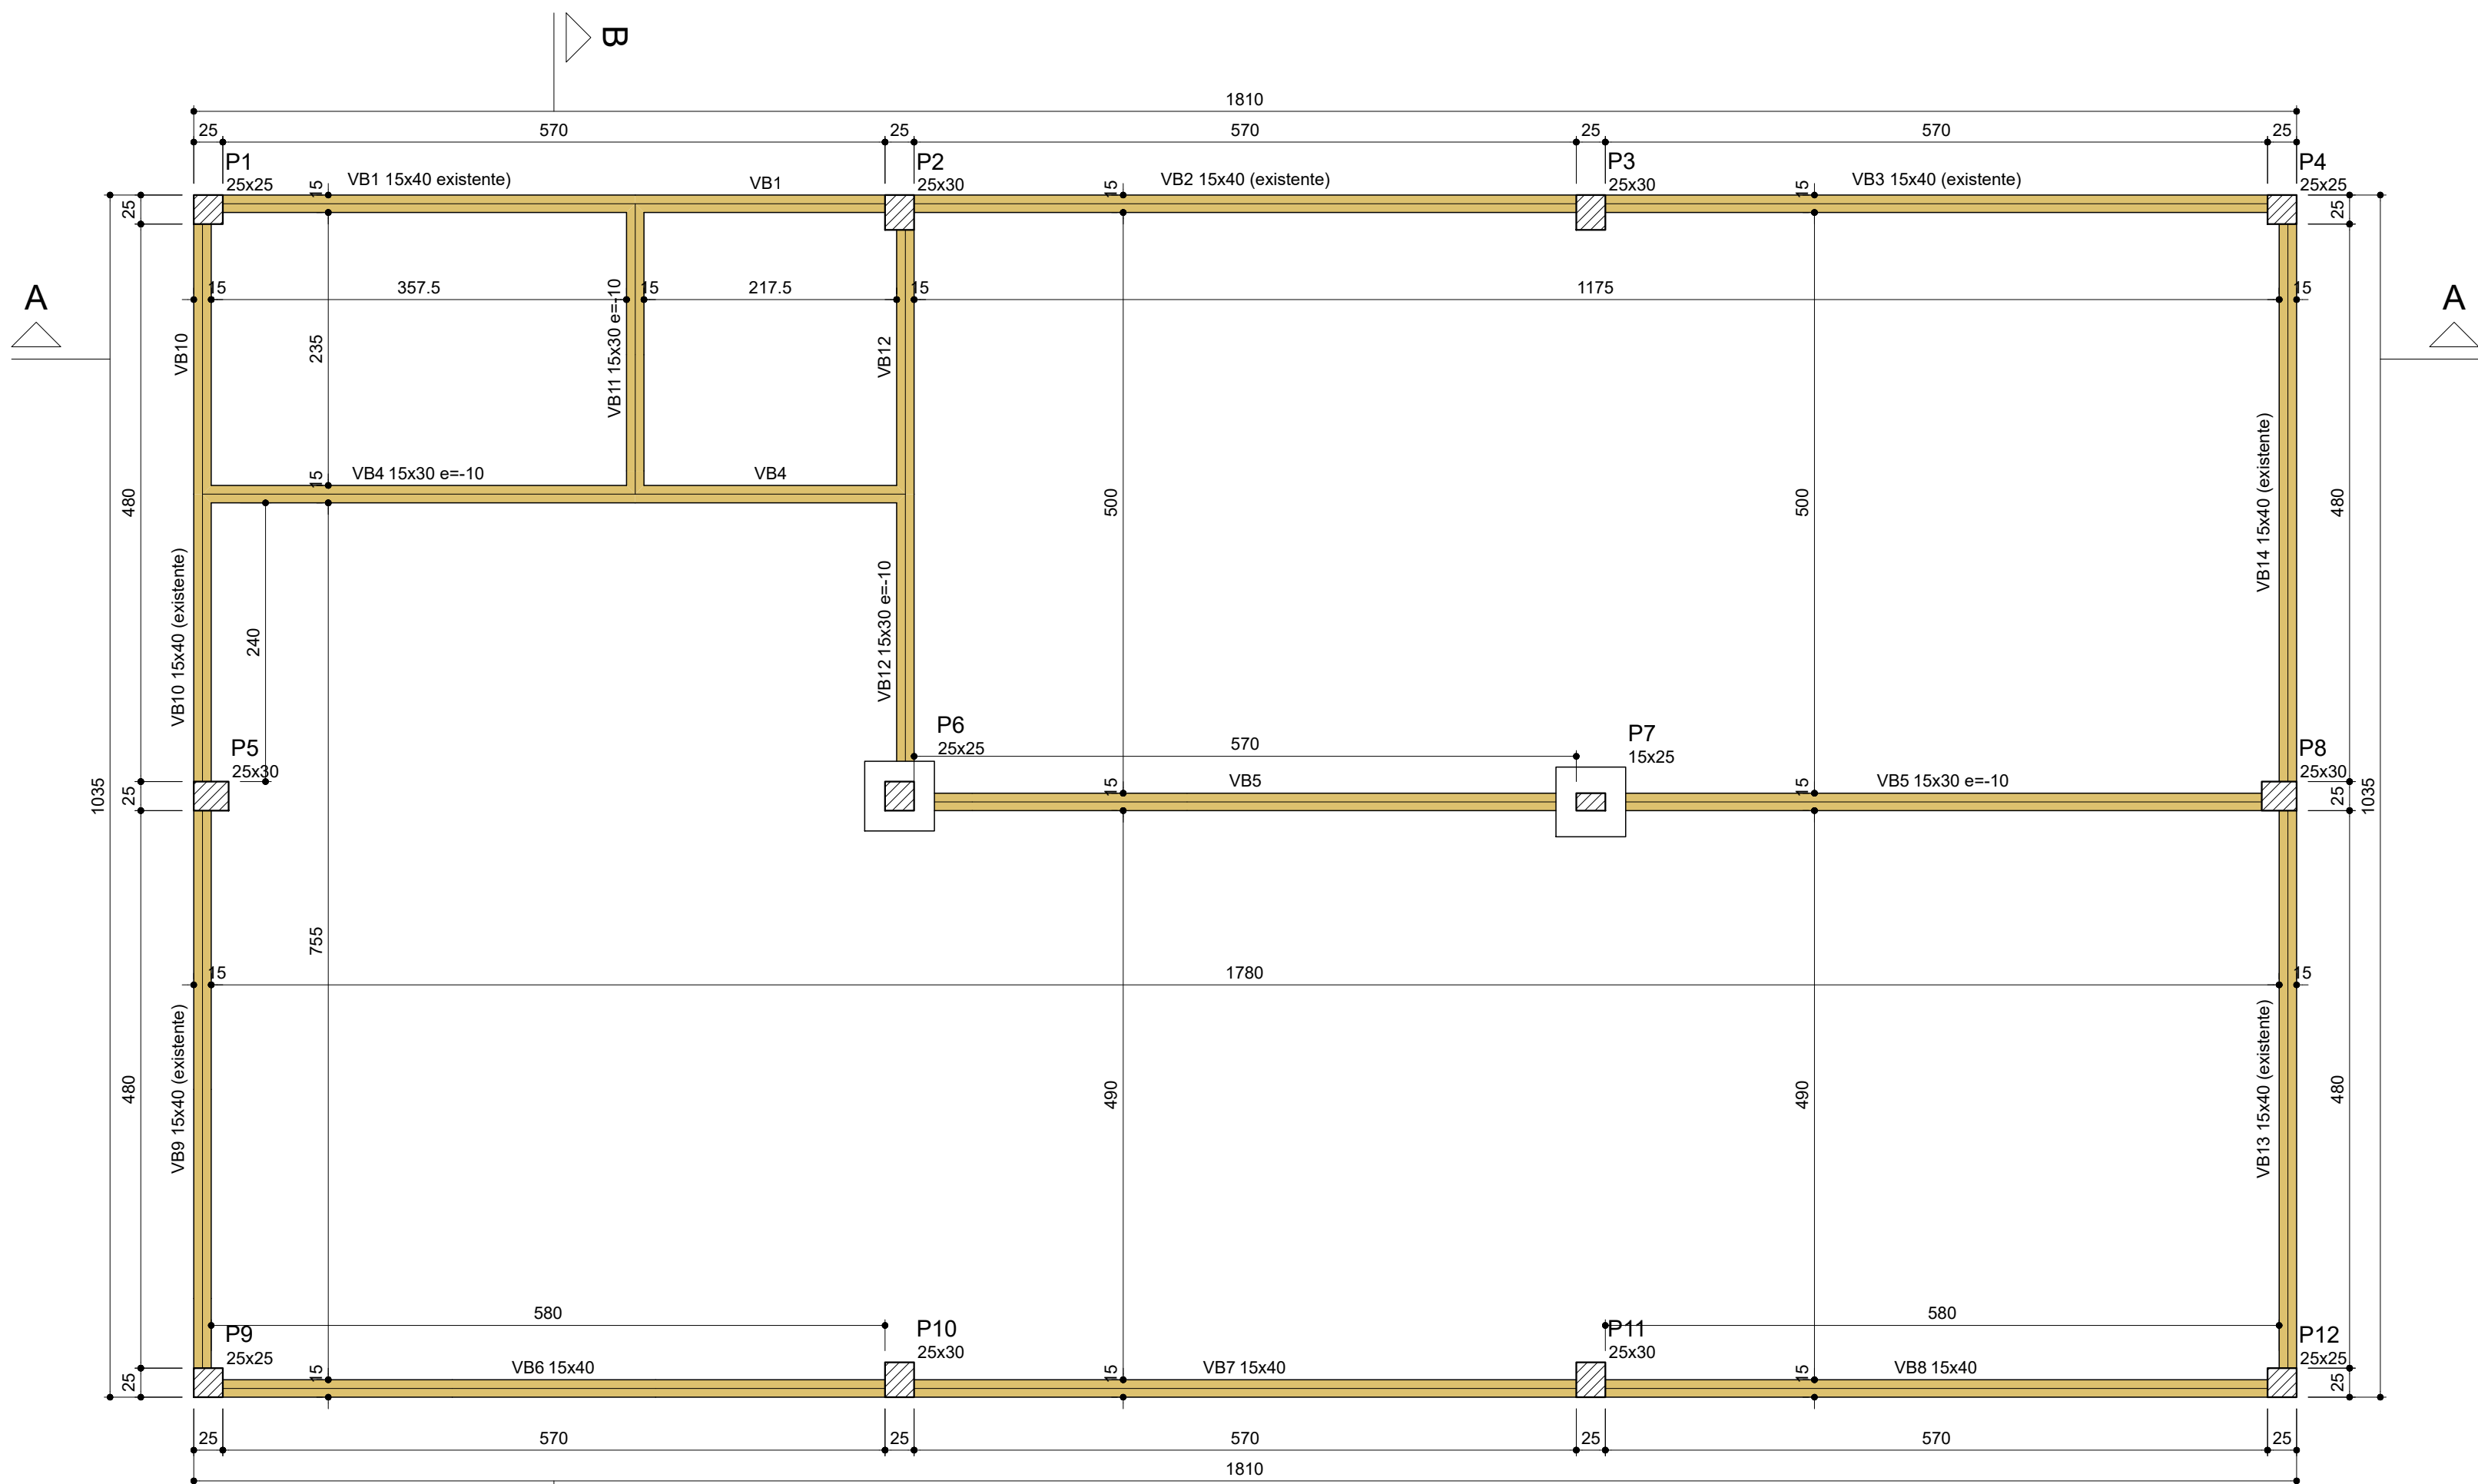 B
1810
25 570 25 570 25 570 25
P1
25x25
P2
25x30
P3
25x30
P4
25x25
15 VB1 15x40 existente) VB1 15 VB2 15x40 (existente) 15 VB3 15x40 (existente)
25
25
A
A
15 357.5 15 217.5 15 1175 15
VB10
235
VB11 15x30 e=-10
VB12
VB14 15x40 (existente)
15 VB4 15x30 e=-10 VB4
480
500
500
480
VB10 15x40 (existente)
240
VB12 15x30 e=-10
P5
25x30
P6
25x25
570
P7
15x25
P8
25x30
15 VB5 15 VB5 15x30 e=-10
1035
25
25
1035
755
15 1780 15
VB9 15x40 (existente)
480
490
490
VB13 15x40 (existente)
480
580
580
P9
25x25
P10
25x30
P11
25x30
P12
25x25
25
15 VB6 15x40 15 VB7 15x40 15 VB8 15x40
25
25 570 25 570 25 570 25
1810